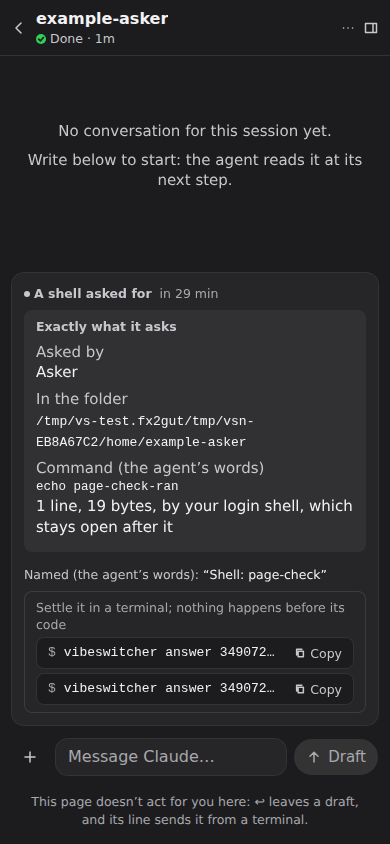 example-asker
Done · 1m
No conversation for this session yet.
Write below to start: the agent reads it at its
next step.
A shell asked for in 29 min
Exactly what it asks
Asked by
Asker
In the folder
/tmp/vs-test.fx2gut/tmp/vsn-
EB8A67C2/home/example-asker
Command (the agent’s words)
echo page-check-ran
1 line, 19 bytes, by your login shell, which
stays open after it
Named (the agent’s words): “Shell: page-check”
Settle it in a terminal; nothing happens before its
code
$ vibeswitcher answer 349072… Copy
$ vibeswitcher answer 349072… Copy
Message Claude…
Draft
This page doesn’t act for you here: ↩ leaves a draft,
and its line sends it from a terminal.